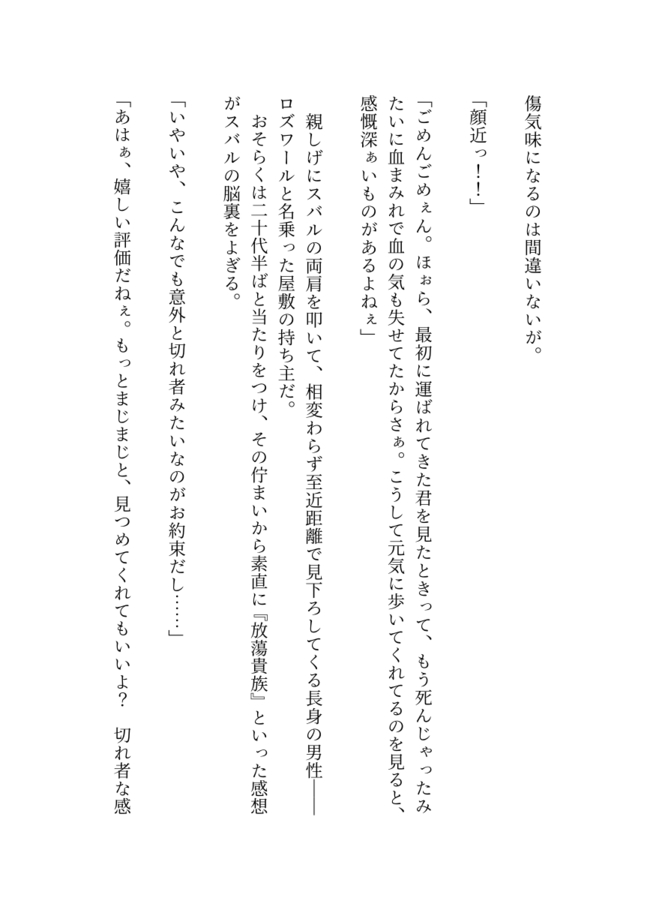 傷気味になるのは間違いないが。
「顔近っ！！」
「ごめんごめぇん。ほぉら、最初に運ばれてきた君を見たときって、もう死んじゃったみ
たいに血まみれで血の気も失せてたからさぁ。こうして元気に歩いてくれてるのを見ると、
感慨深ぁいものがあるよねぇ」
　親しげにスバルの両肩を叩いて、相変わらず至近距離で見下ろしてくる長身の男性――
ロズワールと名乗った屋敷の持ち主だ。
　おそらくは二十代半ばと当たりをつけ、その佇まいから素直に『放蕩貴族』といった感想
がスバルの脳裏をよぎる。
「いやいや、こんなでも意外と切れ者みたいなのがお約束だし……」
「あはぁ、嬉しい評価だねぇ。もっとまじまじと、見つめてくれてもいいよ？　切れ者な感